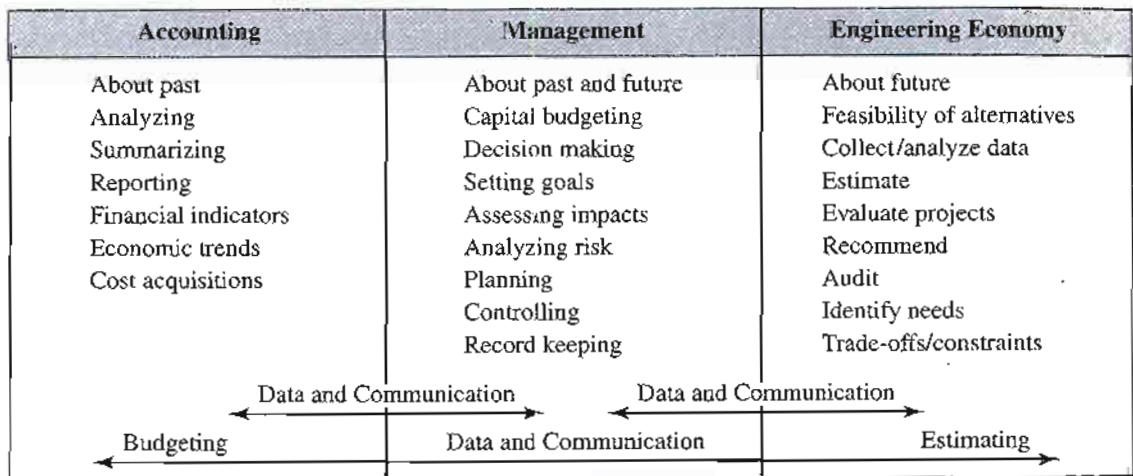 Accounting
Management
Engineering Economy
About past
Analyzing
Summarizing
Reporting
Financial indicators
Economic trends
Cost acquisitions
About past and future
Capital budgeting
Decision making
Setting goals
Assessing impacts
Analyzing risk
Planning
Controlling
Record keeping
About future
Feasibility of alternatives
Collect/analyze data
Estimate
Evaluate projects
Recommend
Audit
Identify needs
Trade-offs/constraints
Data and Communication
Data and Communication
Budgeting
Data and Communication
Estimating